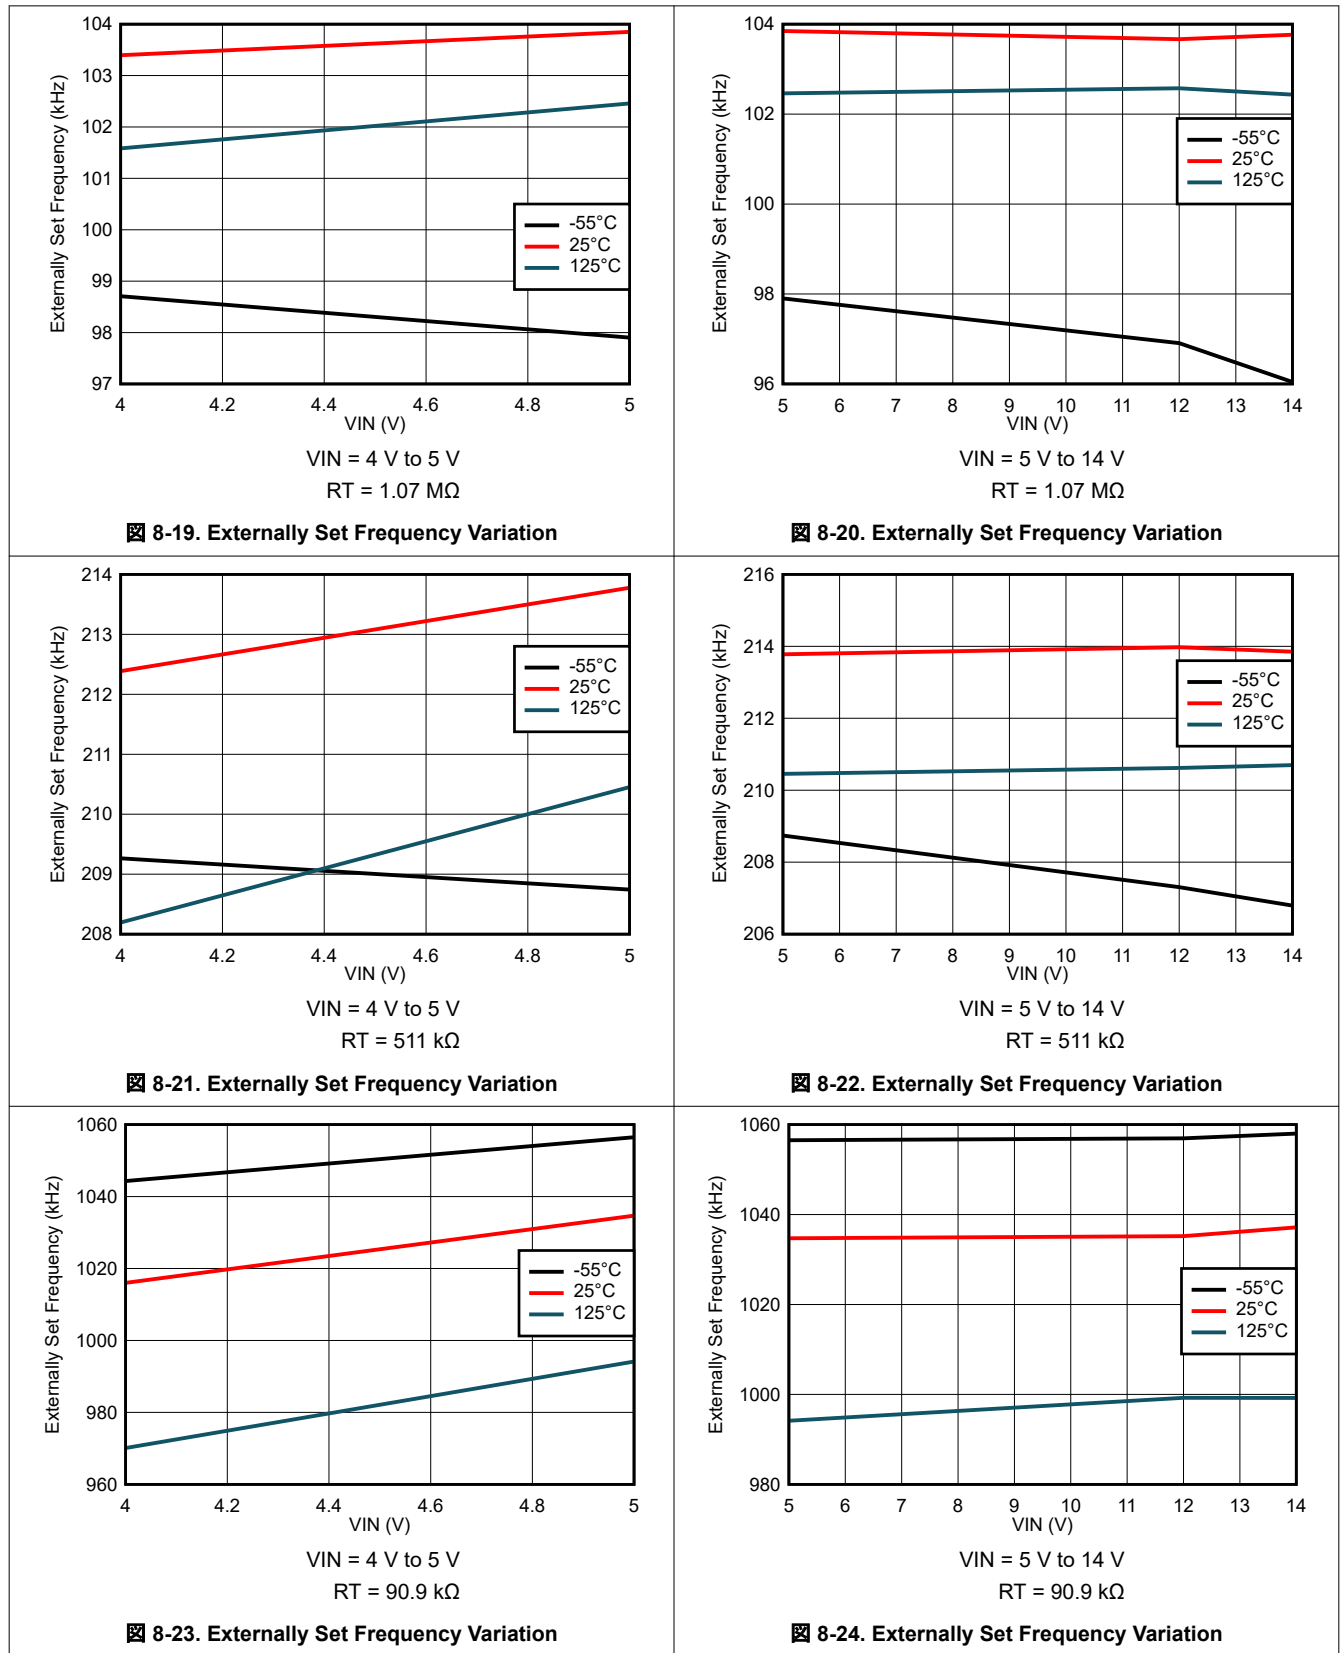 104
103
102
101
100
99
98
97
4
4.2
4.4
4.6
4.8
5
Externally Set Frequency (kHz)
VIN (V)
-55°C
25°C
125°C
VIN = 4 V to 5 V
RT = 1.07 MΩ
図 8-19. Externally Set Frequency Variation
104
102
100
98
96
5
6
7
8
9
10
11
12
13
14
Externally Set Frequency (kHz)
VIN (V)
-55°C
25°C
125°C
VIN = 5 V to 14 V
RT = 1.07 MΩ
図 8-20. Externally Set Frequency Variation
214
213
212
211
210
209
208
4
4.2
4.4
4.6
4.8
5
Externally Set Frequency (kHz)
VIN (V)
-55°C
25°C
125°C
VIN = 4 V to 5 V
RT = 511 kΩ
図 8-21. Externally Set Frequency Variation
216
214
212
210
208
206
5
6
7
8
9
10
11
12
13
14
Externally Set Frequency (kHz)
VIN (V)
-55°C
25°C
125°C
VIN = 5 V to 14 V
RT = 511 kΩ
図 8-22. Externally Set Frequency Variation
1060
1040
1020
1000
980
960
4
4.2
4.4
4.6
4.8
5
Externally Set Frequency (kHz)
VIN (V)
-55°C
25°C
125°C
VIN = 4 V to 5 V
RT = 90.9 kΩ
図 8-23. Externally Set Frequency Variation
1060
1040
1020
1000
980
5
6
7
8
9
10
11
12
13
14
Externally Set Frequency (kHz)
VIN (V)
-55°C
25°C
125°C
VIN = 5 V to 14 V
RT = 90.9 kΩ
図 8-24. Externally Set Frequency Variation